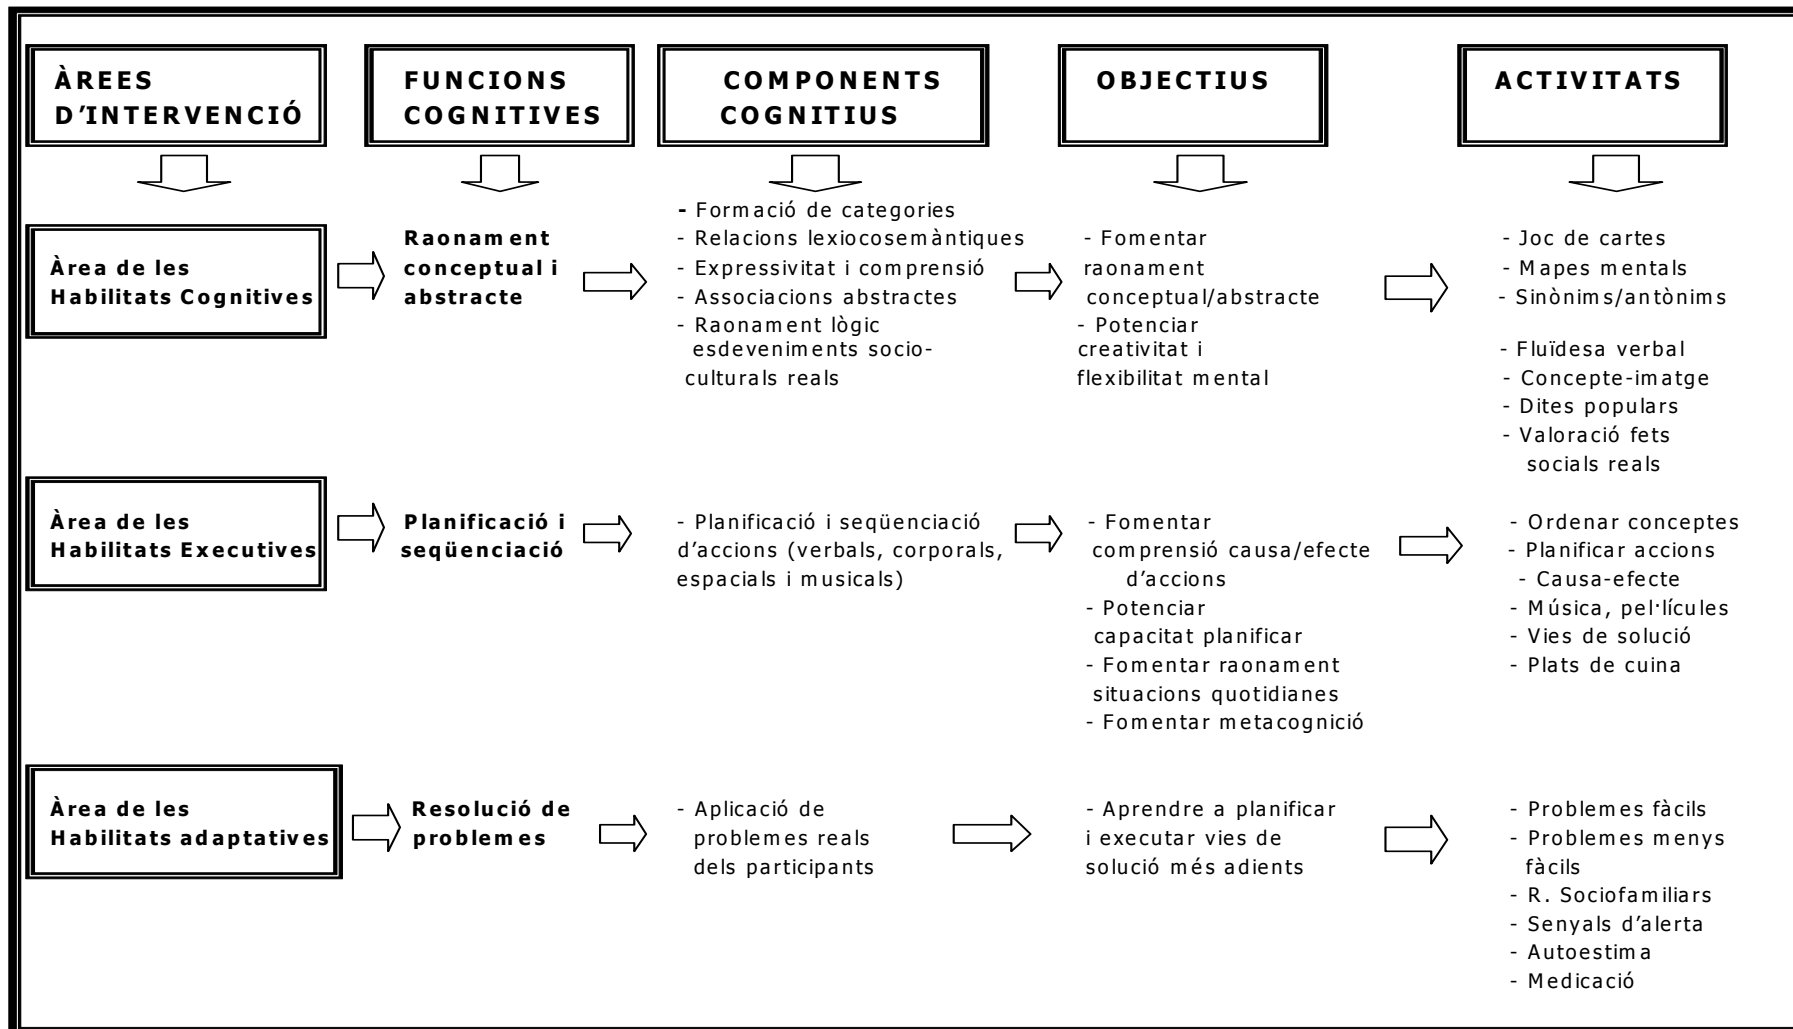 ÀREES
D'INTERVENCIÓ
FUNCIONS
COGNITIVES
COMPONENTS
COGNITIUS
OBJECTIUS
ACTIVITATS
Àrea de les
Habilitats Cognitives
Raonament
conceptual i
abstracte
- Formació de categories
- Relacions lexiocosemàntiques
- Expressivitat i comprensió
- Associacions abstractes
- Raonament lògic
esdeveniments socio-
culturals reals
- Fomentar
raonament
conceptual/abstracte
- Potenciar
creativitat i
flexibilitat mental
- Joc de cartes
- Mapes mentals
- Sinònims/antònims
- Fluïdesa verbal
- Concepte-imatge
- Dites populars
- Valoració fets
socials reals
Àrea de les
Habilitats Executives
Planificació i
seqüenciació
- Planificació i seqüenciació
d'accions (verbals, corporals,
espacials i musicals)
- Fomentar
comprensió causa/efecte
d'accions
- Potenciar
capacitat planificar
- Fomentar raonament
situacions quotidianes
- Fomentar metacognició
- Ordenar conceptes
- Planificar accions
- Causa-efecte
- Música, pel·lícules
- Vies de solució
- Plats de cuina
Àrea de les
Habilitats adaptatives
Resolució de
problemes
- Aplicació de
problemes reals
dels participants
- Aprendre a planificar
i executar vies de
solució més adients
- Problemes fàcils
- Problemes menys
fàcils
- R. Sociofamiliars
- Senyals d'alerta
- Autoestima
- Medicació